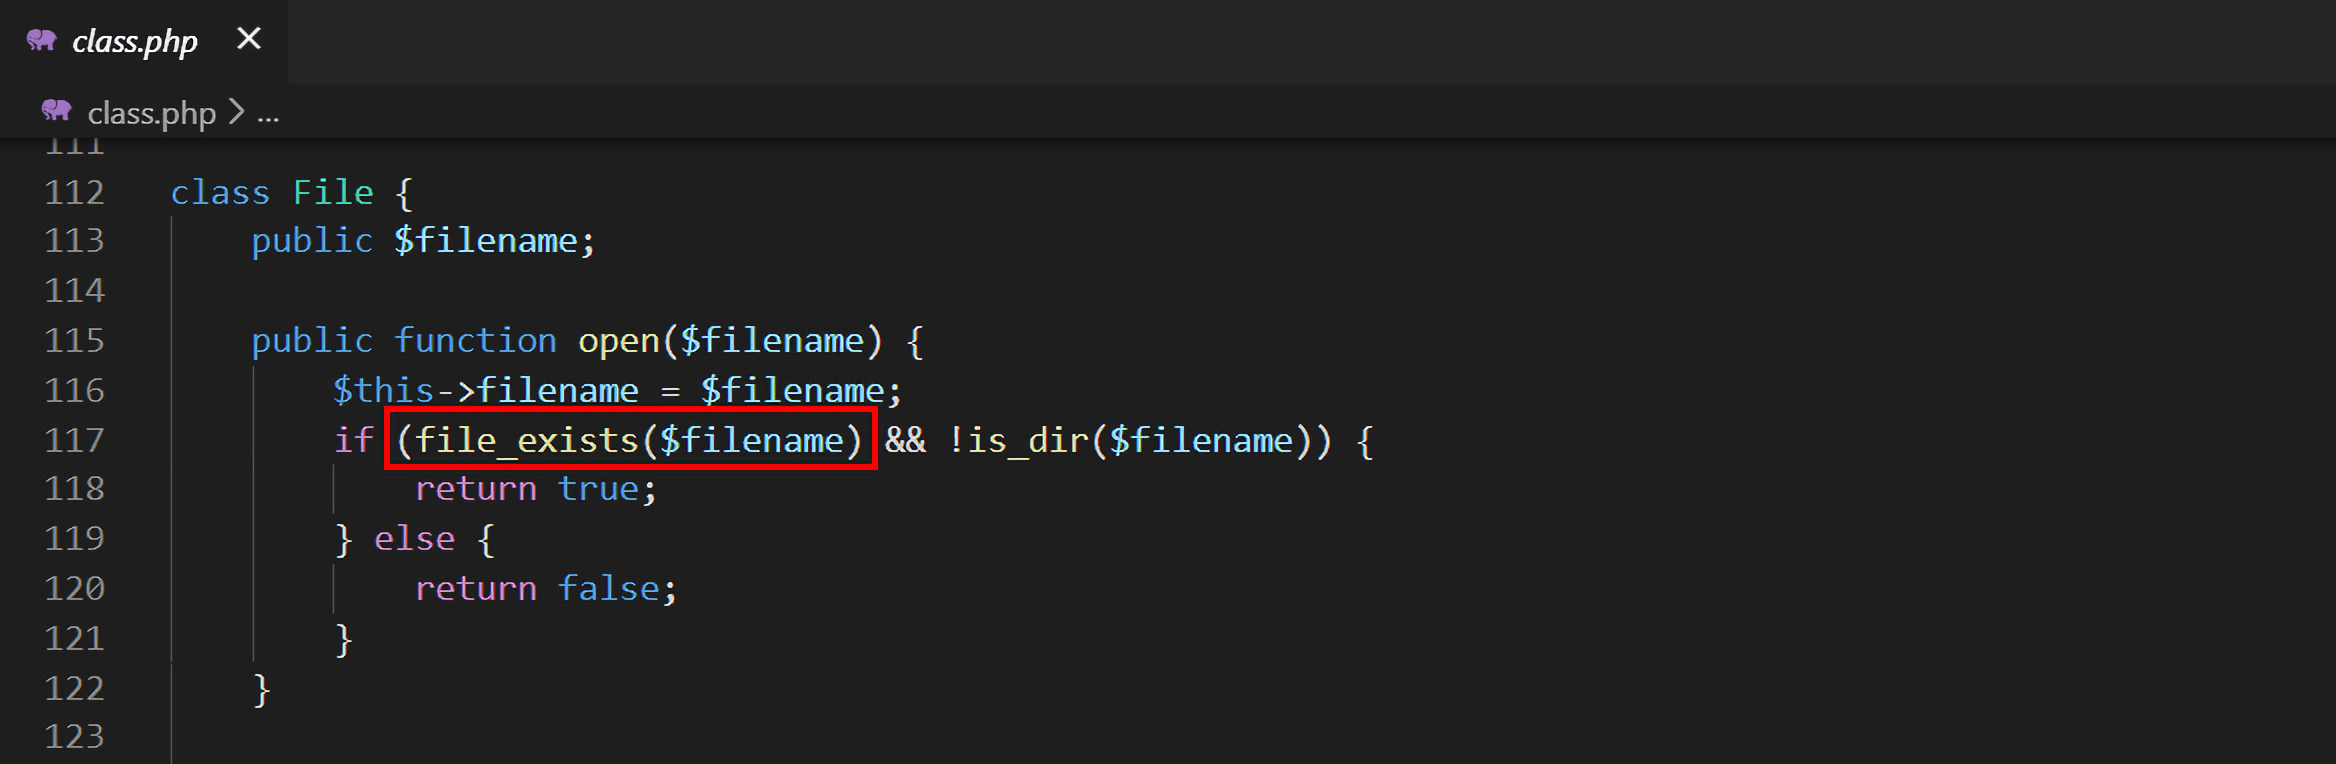 class.php ✕
class.php > ...
111
112 class File {
113     public $filename;
114
115     public function open($filename) {
116         $this->filename = $filename;
117         if (file_exists($filename) && !is_dir($filename)) {
118             return true;
119         } else {
120             return false;
121         }
122     }
123